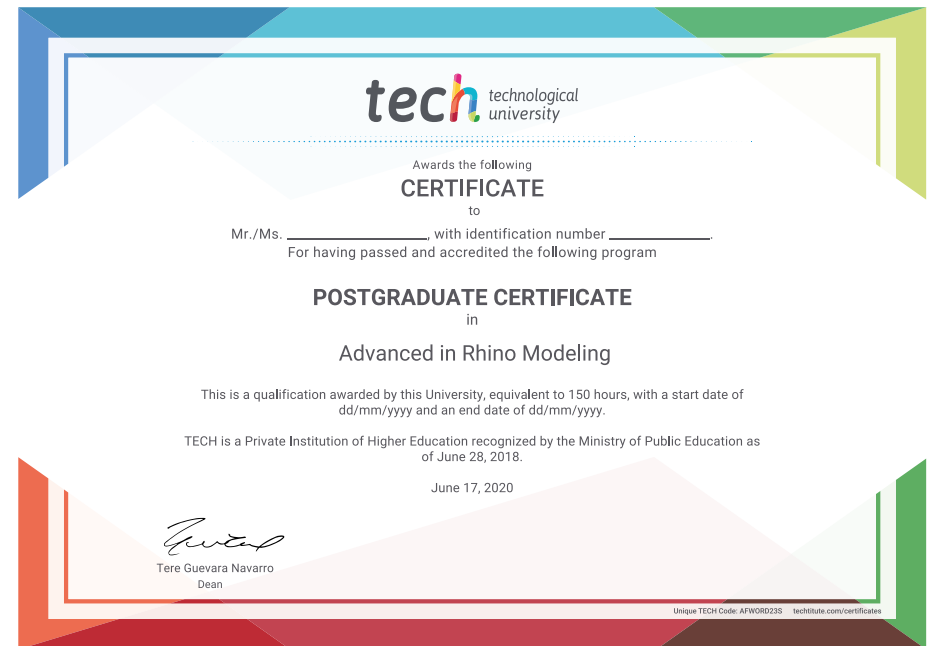 tech technological
university
Awards the following
CERTIFICATE
to
Mr./Ms. ____________________, with identification number ______________.
For having passed and accredited the following program
POSTGRADUATE CERTIFICATE
in
Advanced in Rhino Modeling
This is a qualification awarded by this University, equivalent to 150 hours, with a start date of
dd/mm/yyyy and an end date of dd/mm/yyyy.
TECH is a Private Institution of Higher Education recognized by the Ministry of Public Education as
of June 28, 2018.
June 17, 2020
Tere Guevara Navarro
Dean
Unique TECH Code: AFWORD23S techtitute.com/certificates